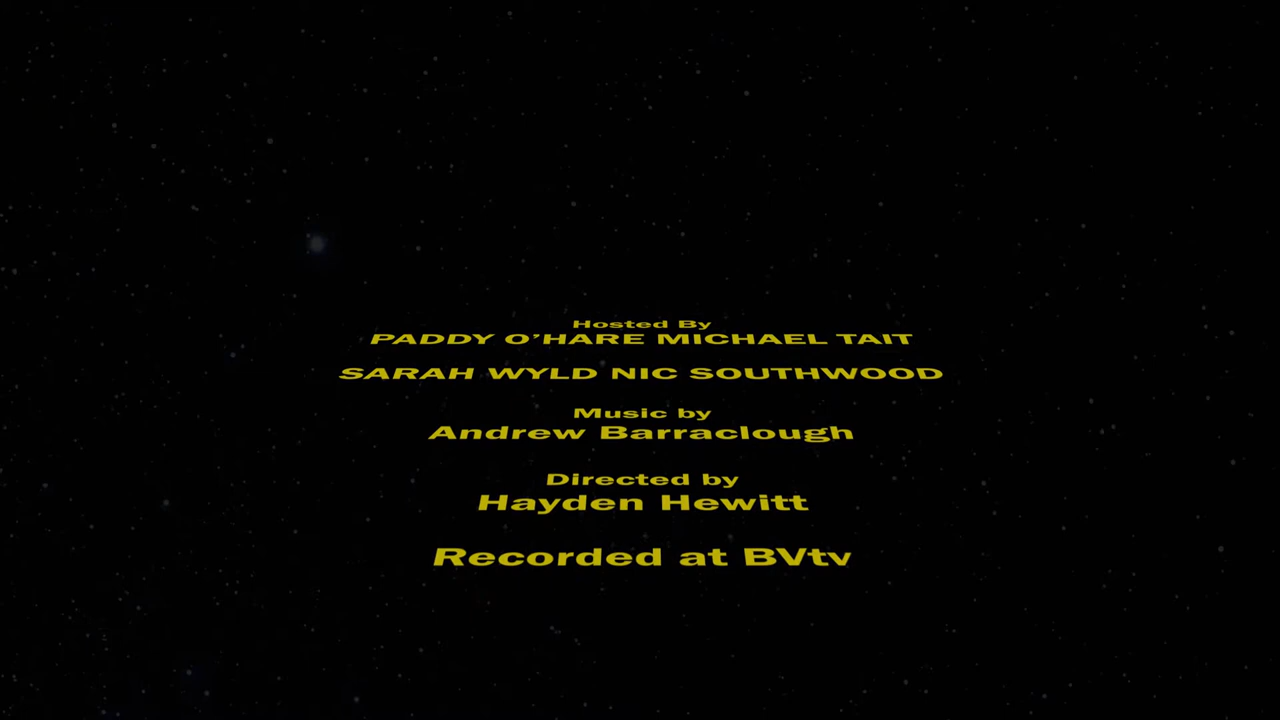 Hosted By
PADDY O’HARE MICHAEL TAIT
SARAH WYLD NIC SOUTHWOOD
Music by
Andrew Barraclough
Directed by
Hayden Hewitt
Recorded at BVtv